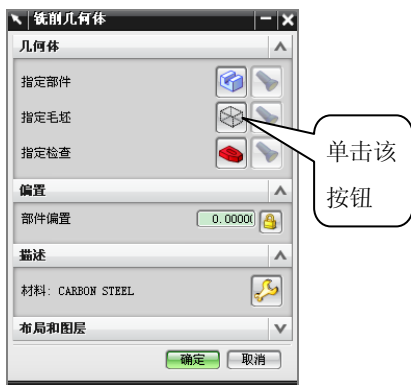 铣削几何体
几何体
指定部件
指定毛坯
指定检查
单击该
按钮
偏置
部件偏置
0.0000
描述
材料: CARBON STEEL
布局和图层
确定
取消